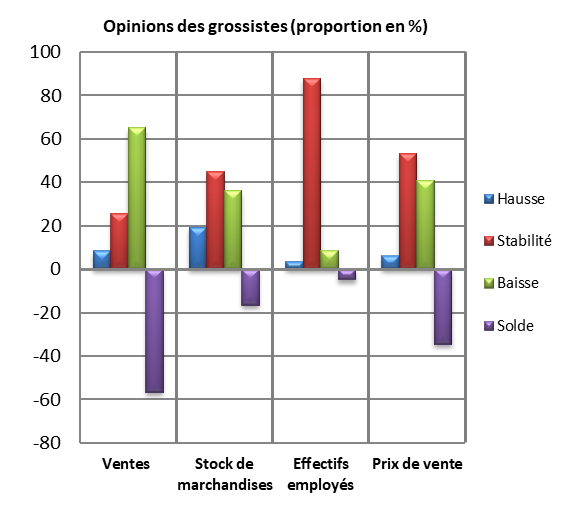 Opinions des grossistes (proportion en %)
100
80
60
40
20
0
-20
-40
-60
-80
Ventes
Stock de
marchandises
Effectifs
employés
Prix de vente
Hausse
Stabilité
Baisse
Solde